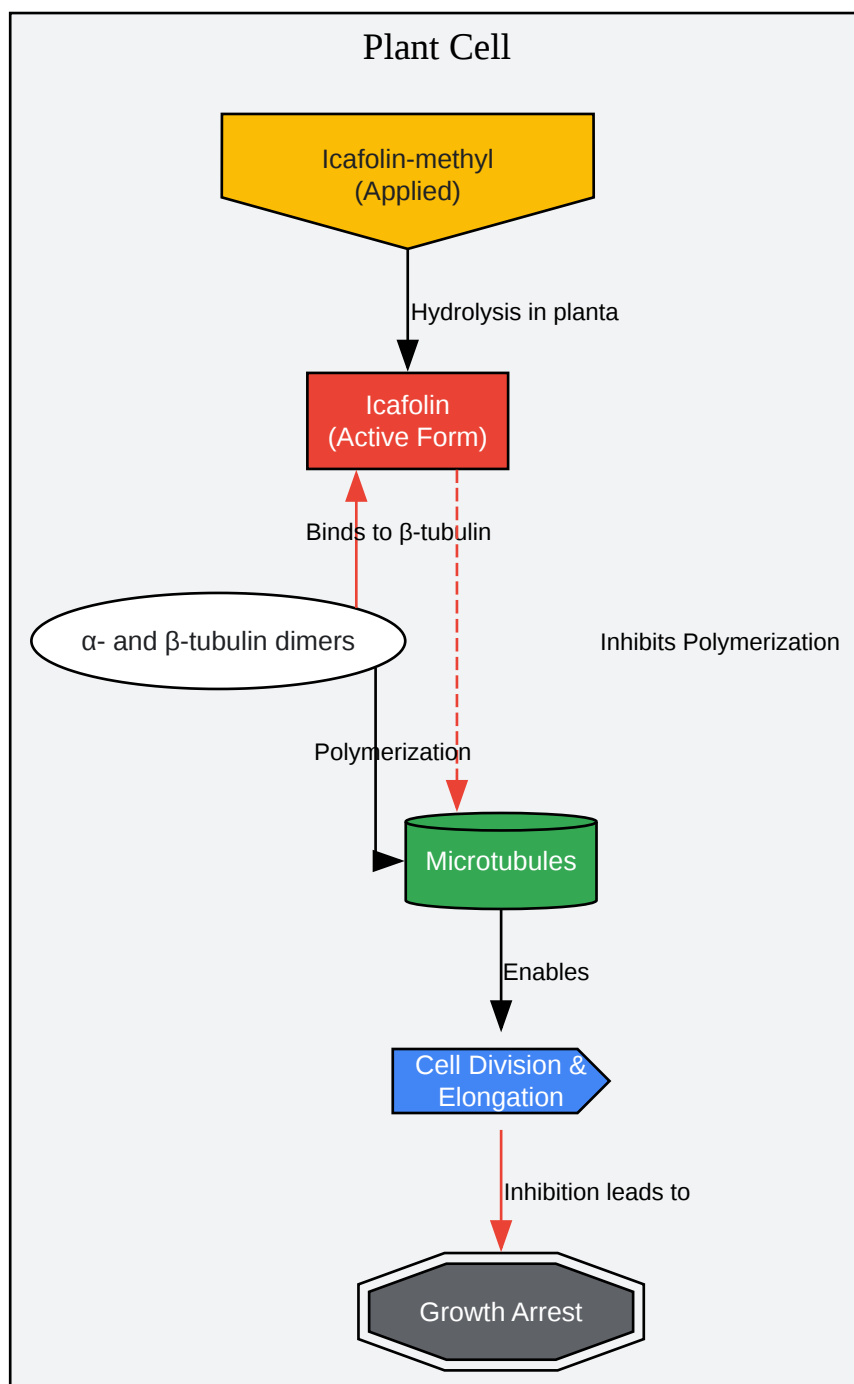 Plant Cell
Icafolin-methyl
(Applied)
Hydrolysis in planta
Icafolin
(Active Form)
Binds to β-tubulin
α- and β-tubulin dimers
Inhibits Polymerization
Polymerization
Microtubules
Enables
Cell Division &
Elongation
Inhibition leads to
Growth Arrest